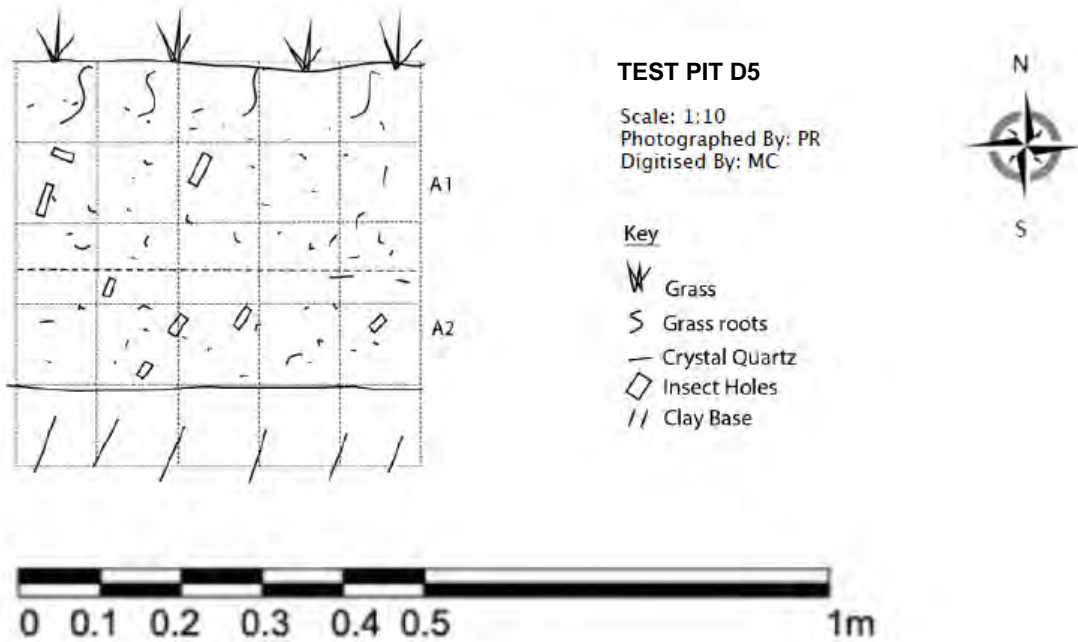 TEST PIT D5
Scale: 1:10
Photographed By: PR
Digitised By: MC
N
S
A1
A2
Key
Grass
Grass roots
Crystal Quartz
Insect Holes
Clay Base
0 0.1 0.2 0.3 0.4 0.5 1m